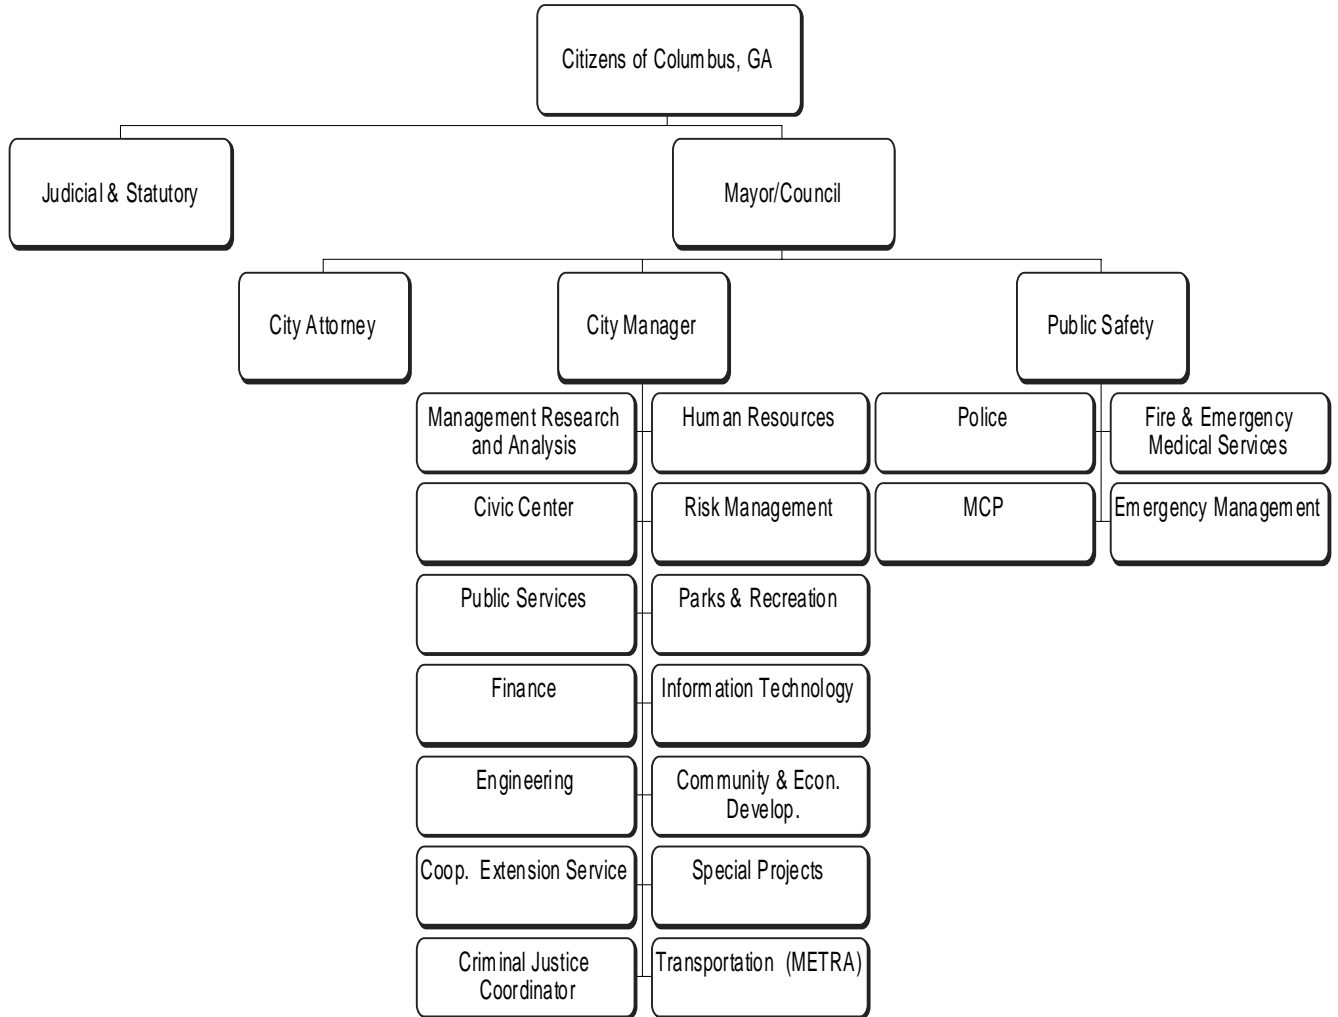 Citizens of Columbus, GA
Judicial & Statutory
Mayor/Council
City Attorney
City Manager
Public Safety
Management Research
and Analysis
Human Resources
Police
Fire & Emergency
Medical Services
Civic Center
Risk Management
MCP
Emergency Management
Public Services
Parks & Recreation
Finance
Information Technology
Engineering
Community & Econ.
Develop.
Coop. Extension Service
Special Projects
Criminal Justice
Coordinator
Transportation (METRA)